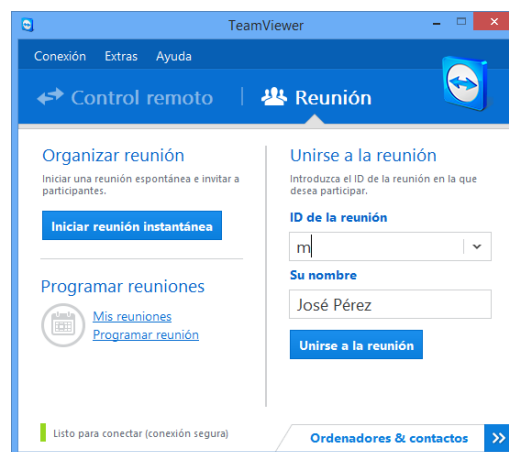 TeamViewer
Conexión Extras Ayuda
Control remoto
Reunión
Organizar reunión
Iniciar una reunión espontánea e invitar a
participantes.
Iniciar reunión instantánea
Programar reuniones
Mis reuniones
Programar reunión
Unirse a la reunión
Introduzca el ID de la reunión en la que
desea participar.
ID de la reunión
m
Su nombre
José Pérez
Unirse a la reunión
Listo para conectar (conexión segura)
Ordenadores & contactos